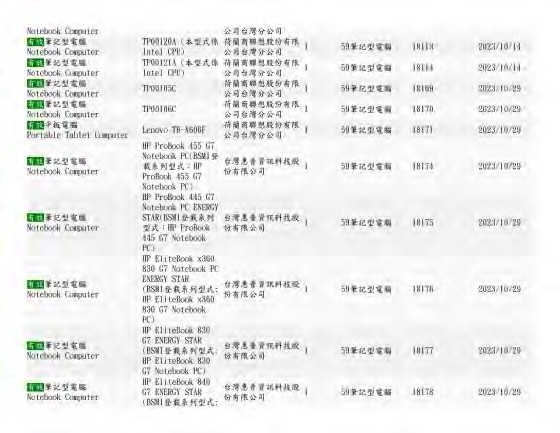 Notebook Computer 公司台灣分公司
有效 筆記型電腦 TP00120A (本型式係 荷蘭商聯想股份有限 1 59筆記型電腦 18113 2023/10/14
Notebook Computer Intel CPU) 公司台灣分公司
有效 筆記型電腦 TP00121A (本型式係 荷蘭商聯想股份有限 1 59筆記型電腦 18114 2023/10/14
Notebook Computer Intel CPU) 公司台灣分公司
有效 筆記型電腦 TP00105C 荷蘭商聯想股份有限 1 59筆記型電腦 18169 2023/10/29
Notebook Computer 公司台灣分公司
有效 筆記型電腦 TP00106C 荷蘭商聯想股份有限 1 59筆記型電腦 18170 2023/10/29
Notebook Computer 公司台灣分公司
有效 平板電腦 Lenovo TB-X606F 荷蘭商聯想股份有限 1 59筆記型電腦 18171 2023/10/29
Portable Tablet Computer 公司台灣分公司
HP ProBook 455 G7
有效 筆記型電腦 Notebook PC(BSMI登 台灣惠普資訊科技股 1 59筆記型電腦 18174 2023/10/29
Notebook Computer 載系列型式：HP 份有限公司
ProBook 455 G7
Notebook PC)
HP ProBook 445 G7
Notebook PC ENERGY
有效 筆記型電腦 STAR(BSMI登載系列 台灣惠普資訊科技股 1 59筆記型電腦 18175 2023/10/29
Notebook Computer 型式：HP ProBook 份有限公司
445 G7 Notebook
PC)
HP EliteBook x360
830 G7 Notebook PC
有效 筆記型電腦 ENERGY STAR 台灣惠普資訊科技股 1 59筆記型電腦 18176 2023/10/29
Notebook Computer (BSMI登載系列型式: 份有限公司
HP EliteBook x360
830 G7 Notebook
PC)
HP EliteBook 830
有效 筆記型電腦 G7 ENERGY STAR 台灣惠普資訊科技股 1 59筆記型電腦 18177 2023/10/29
Notebook Computer (BSMI登載系列型式: 份有限公司
HP EliteBook 830
G7 Notebook PC)
有效 筆記型電腦 HP EliteBook 840 台灣惠普資訊科技股 1 59筆記型電腦 18178 2023/10/29
Notebook Computer G7 ENERGY STAR 份有限公司
(BSMI登載系列型式: